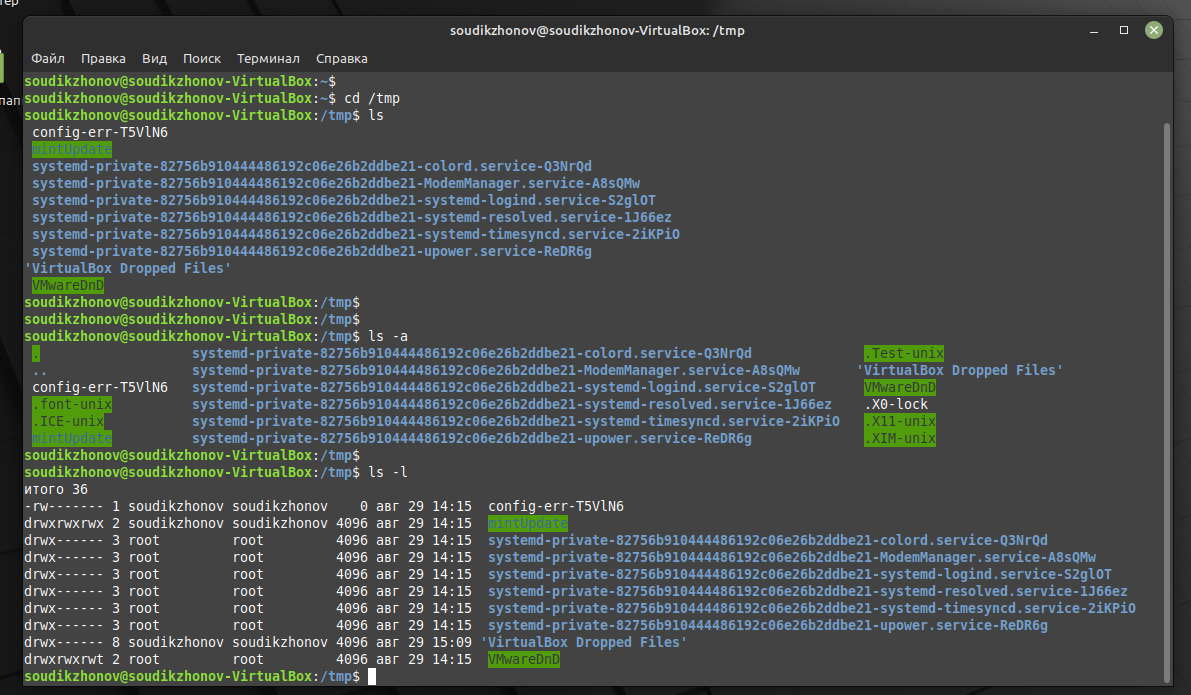 тер
soudikzhonov@soudikzhonov-VirtualBox: /tmp
Файл Правка Вид Поиск Терминал Справка
пап
soudikzhonov@soudikzhonov-VirtualBox:~$
soudikzhonov@soudikzhonov-VirtualBox:~$ cd /tmp
soudikzhonov@soudikzhonov-VirtualBox:/tmp$ ls
config-err-T5VlN6
mintUpdate
systemd-private-82756b910444486192c06e26b2ddbe21-colord.service-Q3NrQd
systemd-private-82756b910444486192c06e26b2ddbe21-ModemManager.service-A8sQMw
systemd-private-82756b910444486192c06e26b2ddbe21-systemd-logind.service-S2glOT
systemd-private-82756b910444486192c06e26b2ddbe21-systemd-resolved.service-1J66ez
systemd-private-82756b910444486192c06e26b2ddbe21-systemd-timesyncd.service-2iKPiO
systemd-private-82756b910444486192c06e26b2ddbe21-upower.service-ReDR6g
'VirtualBox Dropped Files'
VMwareDnD
soudikzhonov@soudikzhonov-VirtualBox:/tmp$
soudikzhonov@soudikzhonov-VirtualBox:/tmp$
soudikzhonov@soudikzhonov-VirtualBox:/tmp$ ls -a
. systemd-private-82756b910444486192c06e26b2ddbe21-colord.service-Q3NrQd .Test-unix
.. systemd-private-82756b910444486192c06e26b2ddbe21-ModemManager.service-A8sQMw 'VirtualBox Dropped Files'
config-err-T5VlN6 systemd-private-82756b910444486192c06e26b2ddbe21-systemd-logind.service-S2glOT VMwareDnD
.font-unix systemd-private-82756b910444486192c06e26b2ddbe21-systemd-resolved.service-1J66ez .X0-lock
.ICE-unix systemd-private-82756b910444486192c06e26b2ddbe21-systemd-timesyncd.service-2iKPiO .X11-unix
mintUpdate systemd-private-82756b910444486192c06e26b2ddbe21-upower.service-ReDR6g .XIM-unix
soudikzhonov@soudikzhonov-VirtualBox:/tmp$
soudikzhonov@soudikzhonov-VirtualBox:/tmp$ ls -l
итого 36
-rw------- 1 soudikzhonov soudikzhonov 0 авг 29 14:15 config-err-T5VlN6
drwxrwxrwx 2 soudikzhonov soudikzhonov 4096 авг 29 14:15 mintUpdate
drwx------ 3 root root 4096 авг 29 14:15 systemd-private-82756b910444486192c06e26b2ddbe21-colord.service-Q3NrQd
drwx------ 3 root root 4096 авг 29 14:15 systemd-private-82756b910444486192c06e26b2ddbe21-ModemManager.service-A8sQMw
drwx------ 3 root root 4096 авг 29 14:15 systemd-private-82756b910444486192c06e26b2ddbe21-systemd-logind.service-S2glOT
drwx------ 3 root root 4096 авг 29 14:15 systemd-private-82756b910444486192c06e26b2ddbe21-systemd-resolved.service-1J66ez
drwx------ 3 root root 4096 авг 29 14:15 systemd-private-82756b910444486192c06e26b2ddbe21-systemd-timesyncd.service-2iKPiO
drwx------ 3 root root 4096 авг 29 14:15 systemd-private-82756b910444486192c06e26b2ddbe21-upower.service-ReDR6g
drwx------ 8 soudikzhonov soudikzhonov 4096 авг 29 15:09 'VirtualBox Dropped Files'
drwxrwxrwt 2 root root 4096 авг 29 14:15 VMwareDnD
soudikzhonov@soudikzhonov-VirtualBox:/tmp$